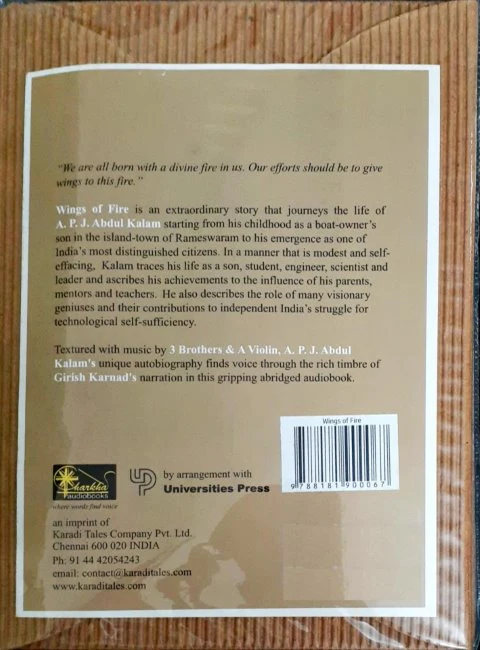 "We are all born with a divine fire in us. Our efforts should be to give
wings to this fire."
Wings of Fire is an extraordinary story that journeys the life of
A. P. J. Abdul Kalam starting from his childhood as a boat-owner's
son in the island-town of Rameswaram to his emergence as one of
India's most distinguished citizens. In a manner that is modest and self-
effacing, Kalam traces his life as a son, student, engineer, scientist and
leader and ascribes his achievements to the influence of his parents,
mentors and teachers. He also describes the role of many visionary
geniuses and their contributions to independent India's struggle for
technological self-sufficiency.
Textured with music by 3 Brothers & A Violin, A. P. J. Abdul
Kalam's unique autobiography finds voice through the rich timbre of
Girish Karnad's narration in this gripping abridged audiobook.
Wings of Fire
9 788181 900067
Charkha
audiobooks
where words find voice
UP
by arrangement with
Universities Press
an imprint of
Karadi Tales Company Pvt. Ltd.
Chennai 600 020 INDIA
Ph: 91 44 42054243
email: contact@karaditales.com
www.karaditales.com